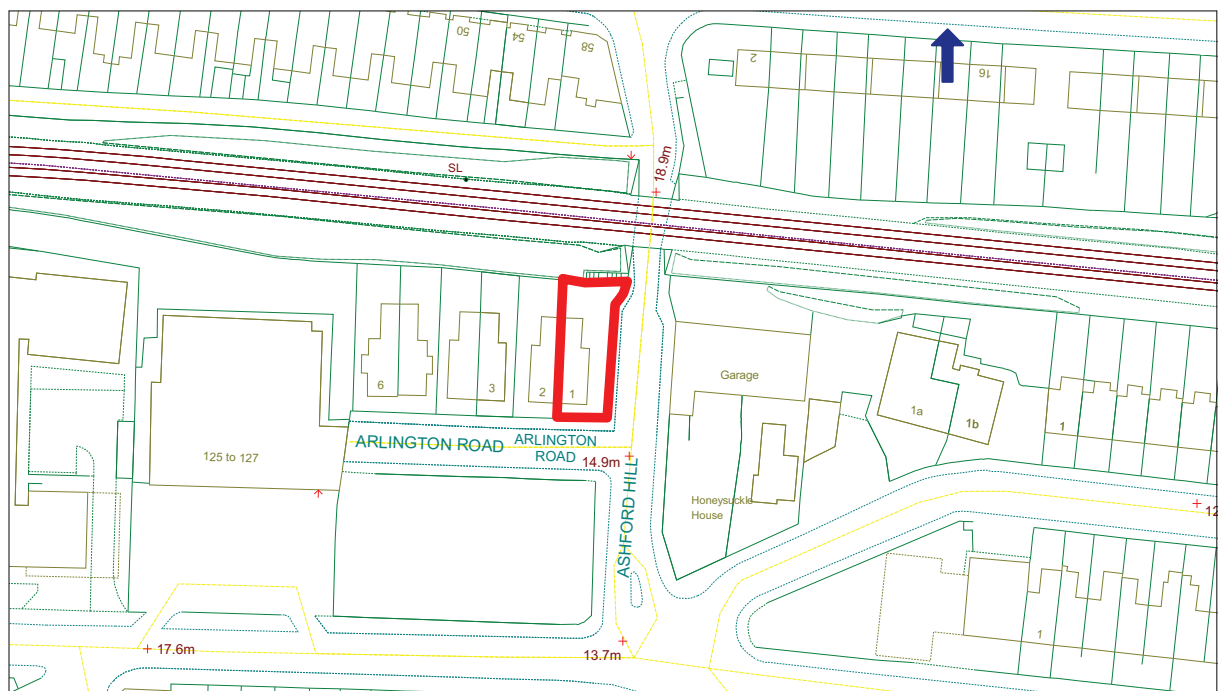 50
54
58
2
16
18.9m
SL
6
3
2
1
Garage
1a
1b
1
ARLINGTON ROAD
ARLINGTON
ROAD
125 to 127
14.9m
ASHFORD HILL
Honeysuckle
House
12
1
17.6m
13.7m